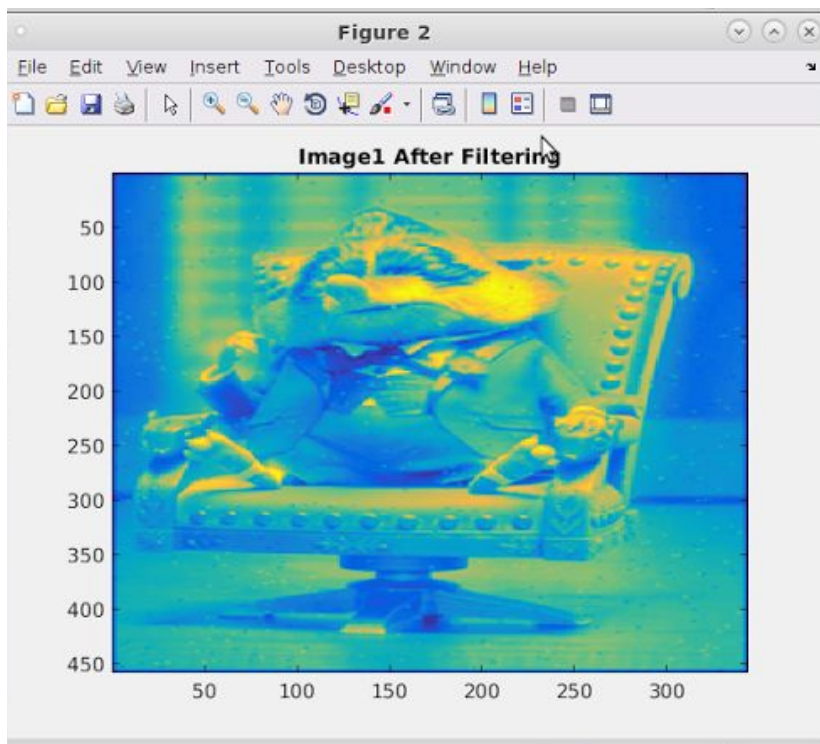 Figure 2
File Edit View Insert Tools Desktop Window Help
Image1 After Filtering
50
100
150
200
250
300
350
400
450
50 100 150 200 250 300